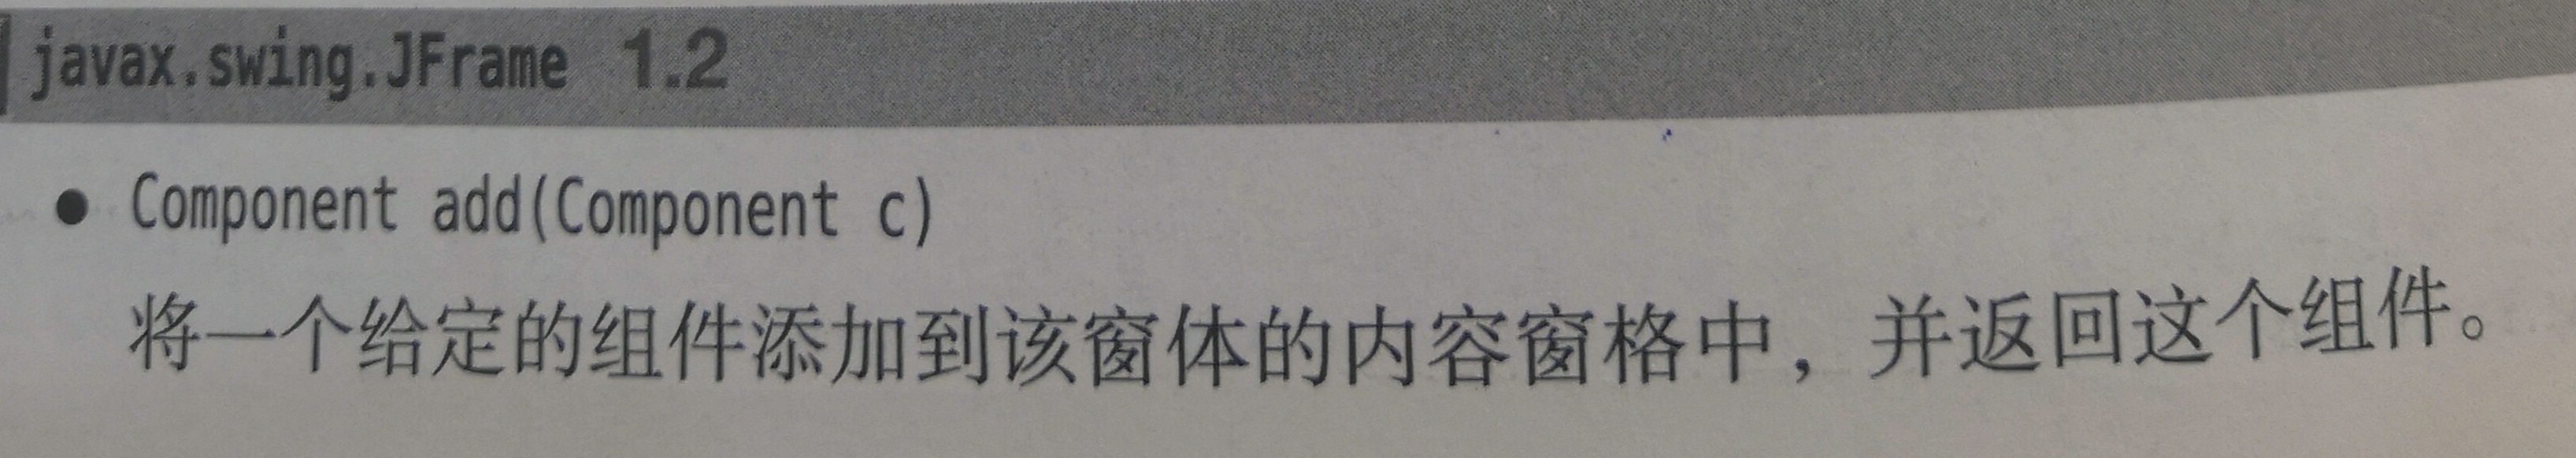 javax.swing.JFrame 1.2
● Component add(Component c)
将一个给定的组件添加到该窗体的内容窗格中，并返回这个组件。